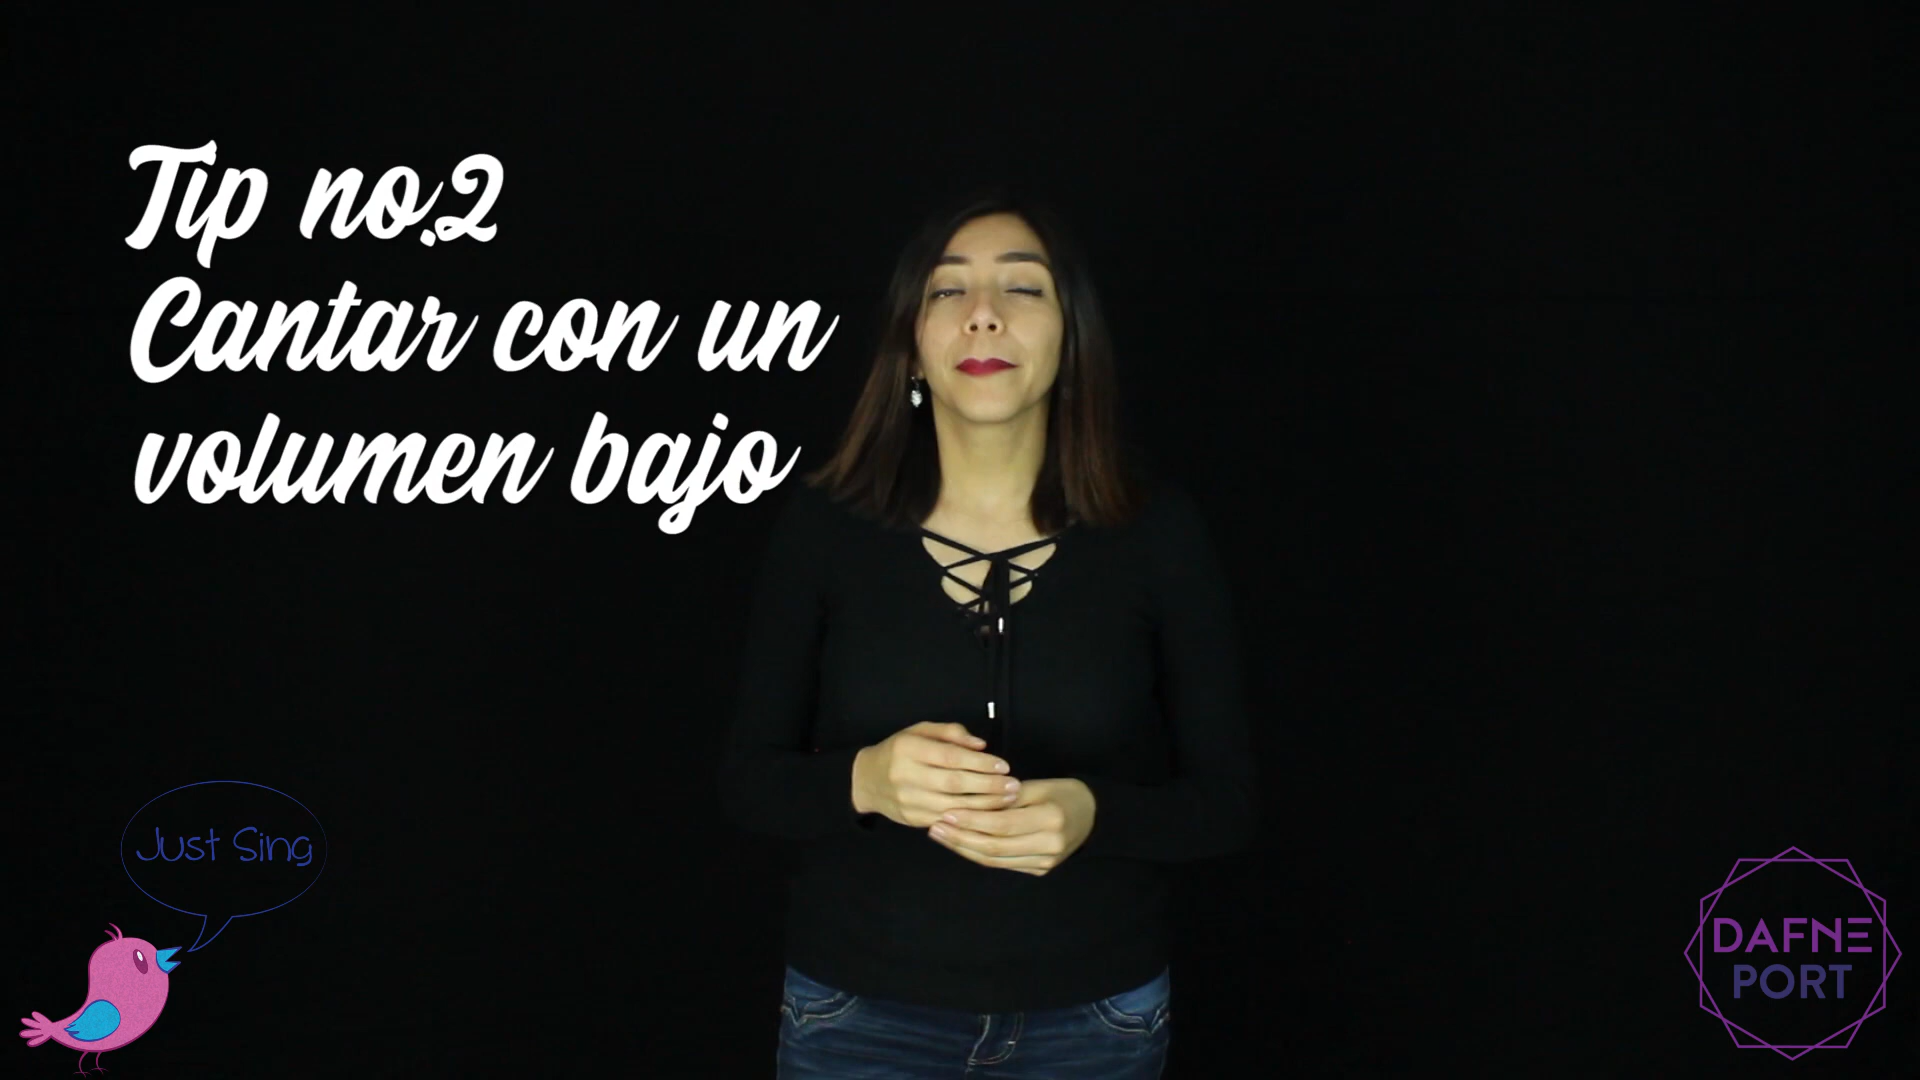 Tip no.2
Cantar con un
volumen bajo
Just Sing
DAFNE
PORT